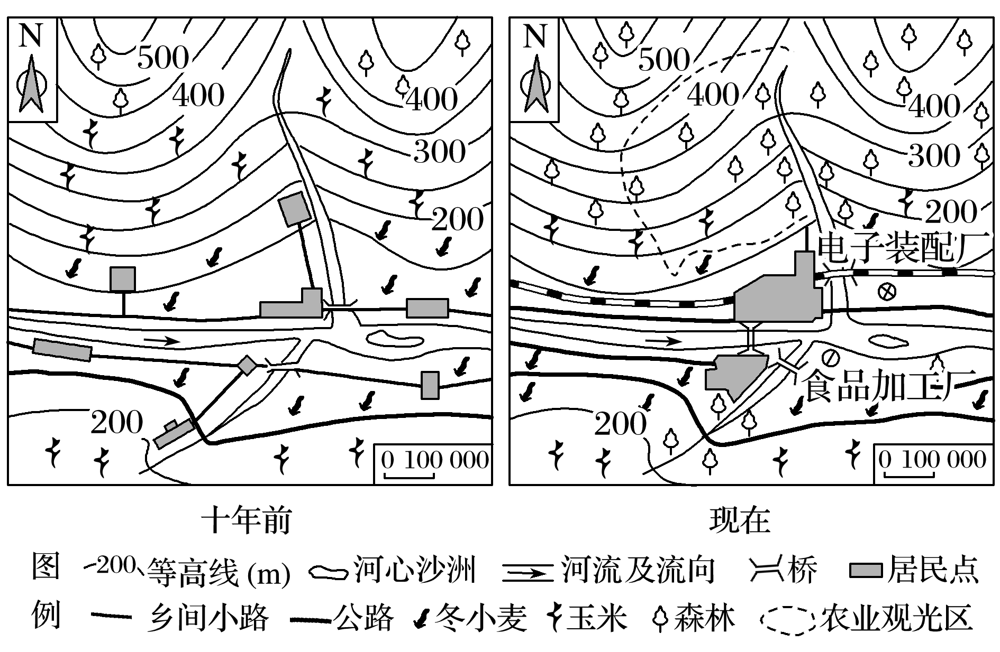 N
500
400
400
300
200
200
0 100 000
十年前
N
500
400
400
300
200
电子装配厂
食品加工厂
200
0 100 000
现在
图例
200 等高线 (m) 河心沙洲 河流及流向 桥 居民点
乡间小路 公路 冬小麦 玉米 森林 农业观光区